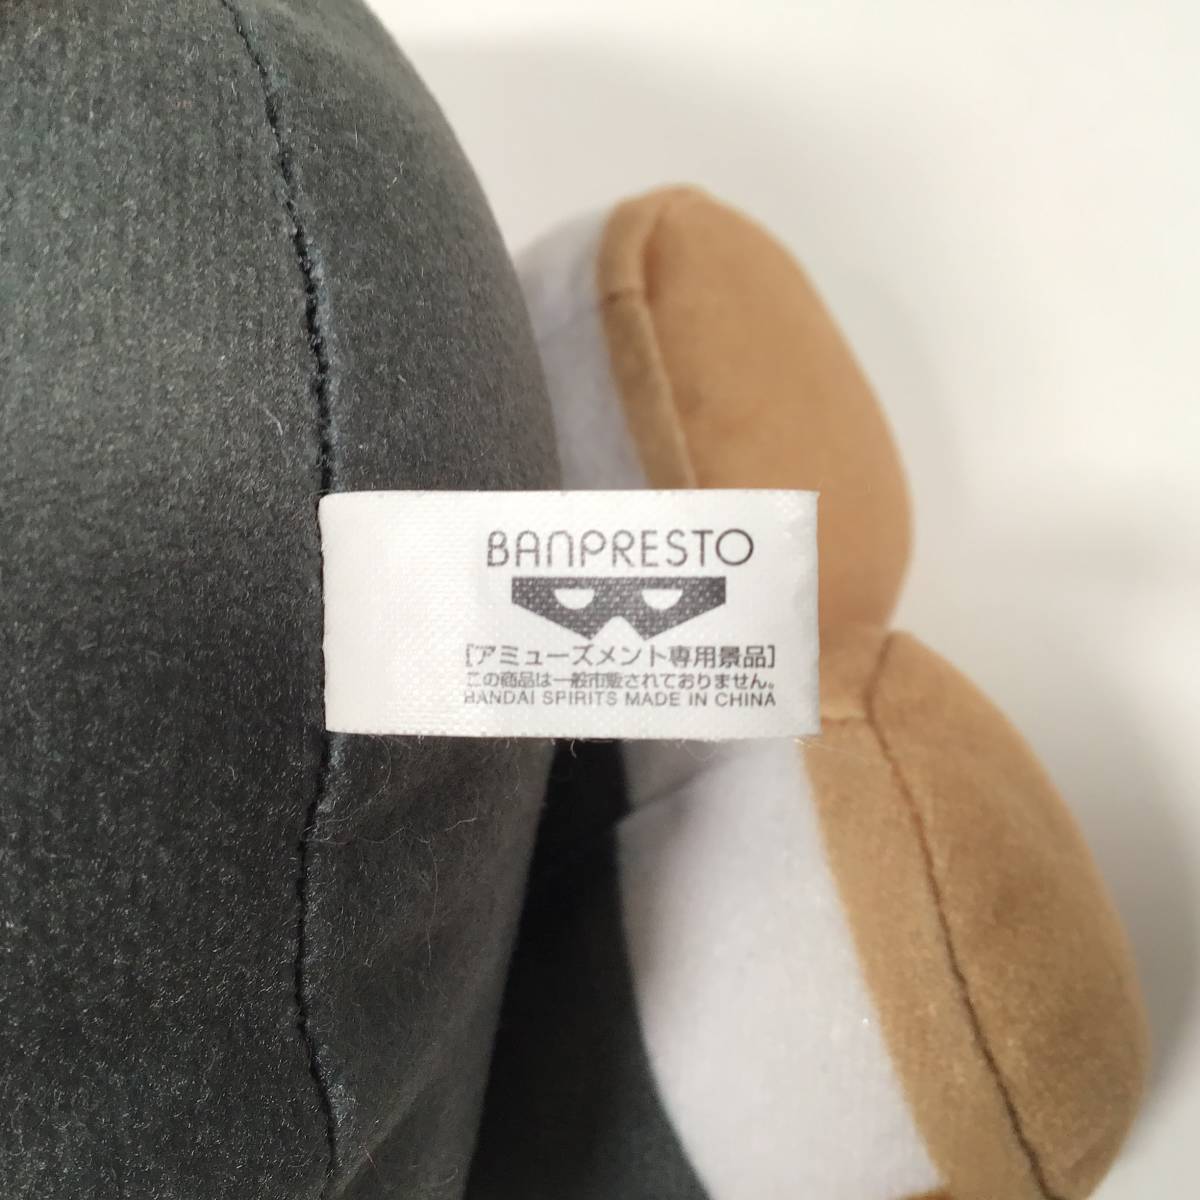 BANPRESTO
[アミューズメント専用景品]
この商品は一般市販されておりません。
BANDAI SPIRITS MADE IN CHINA